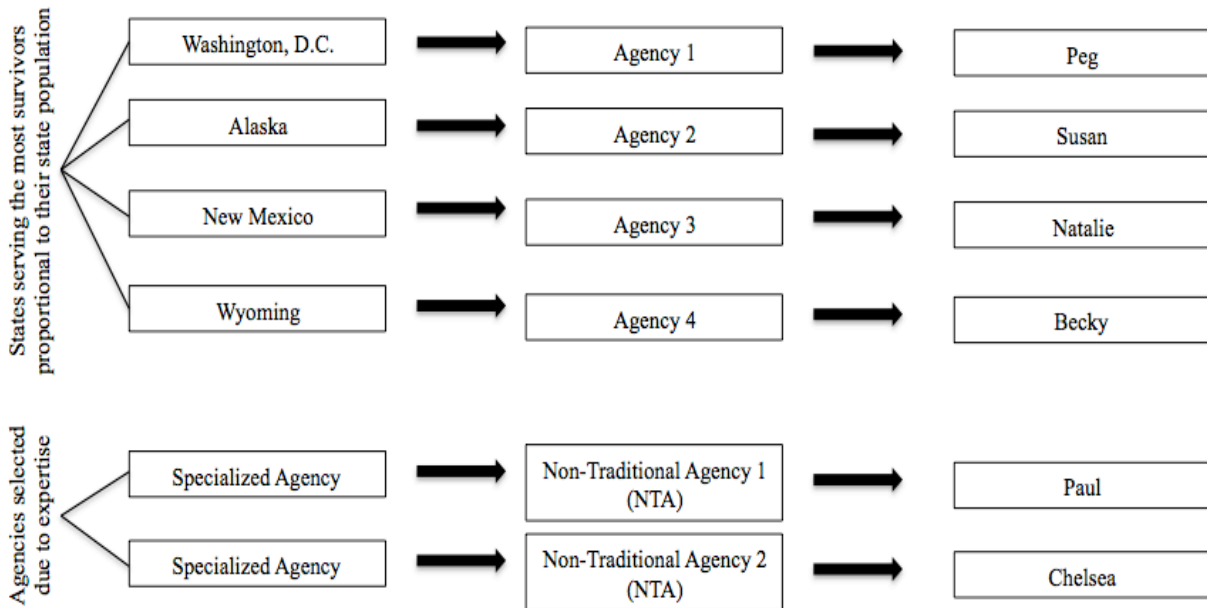 States serving the most survivors
proportional to their state population
Washington, D.C.
Agency 1
Peg
Alaska
Agency 2
Susan
New Mexico
Agency 3
Natalie
Wyoming
Agency 4
Becky
Agencies selected
due to expertise
Specialized Agency
Non-Traditional Agency 1
(NTA)
Paul
Specialized Agency
Non-Traditional Agency 2
(NTA)
Chelsea